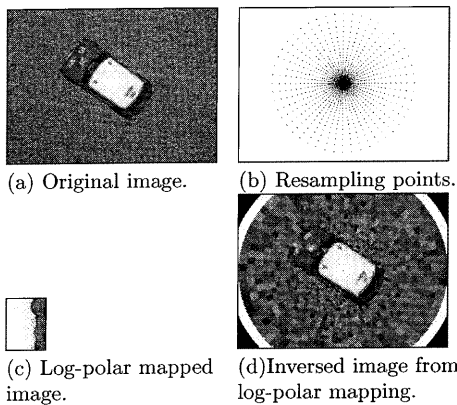 (a) Original image.
(b) Resampling points.
(c) Log-polar mapped
image.
(d)Inversed image from
log-polar mapping.